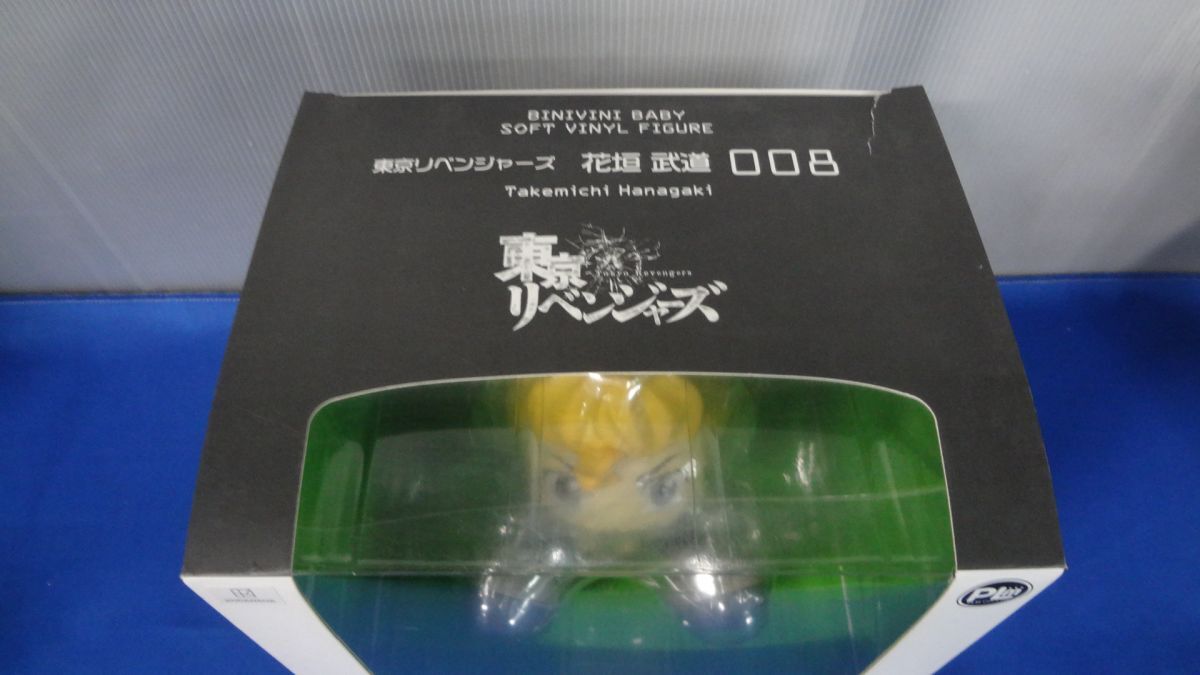 BINIVINI BABY
SOFT VINYL FIGURE
東京リベンジャーズ 花垣 武道 008
Takemichi Hanagaki
東京
Tokyo Revengers
リベンジャーズ